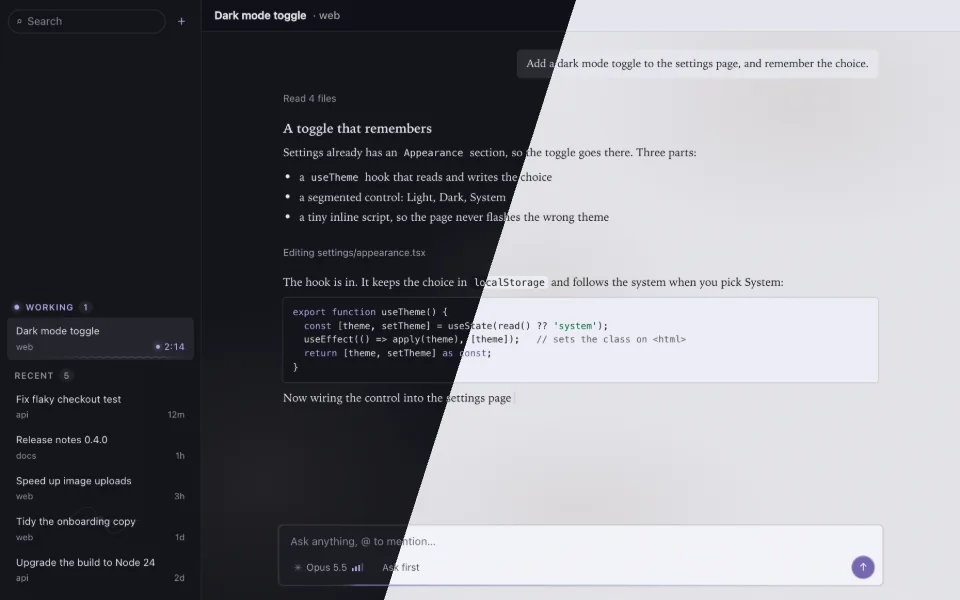 Search
+
Dark mode toggle · web
Add a dark mode toggle to the settings page, and remember the choice.
Read 4 files
A toggle that remembers
Settings already has an Appearance section, so the toggle goes there. Three parts:
• a useTheme hook that reads and writes the choice
• a segmented control: Light, Dark, System
• a tiny inline script, so the page never flashes the wrong theme
Editing settings/appearance.tsx
The hook is in. It keeps the choice in localStorage and follows the system when you pick System:
export function useTheme() {
const [theme, setTheme] = useState(read() ?? 'system');
useEffect(() => apply(theme), [theme]); // sets the class on <html>
return [theme, setTheme] as const;
}
Now wiring the control into the settings page
Ask anything, @ to mention...
Opus 5.5 Ask first
WORKING 1
Dark mode toggle
web 2:14
RECENT 5
Fix flaky checkout test
api 12m
Release notes 0.4.0
docs 1h
Speed up image uploads
web 3h
Tidy the onboarding copy
web 1d
Upgrade the build to Node 24
api 2d